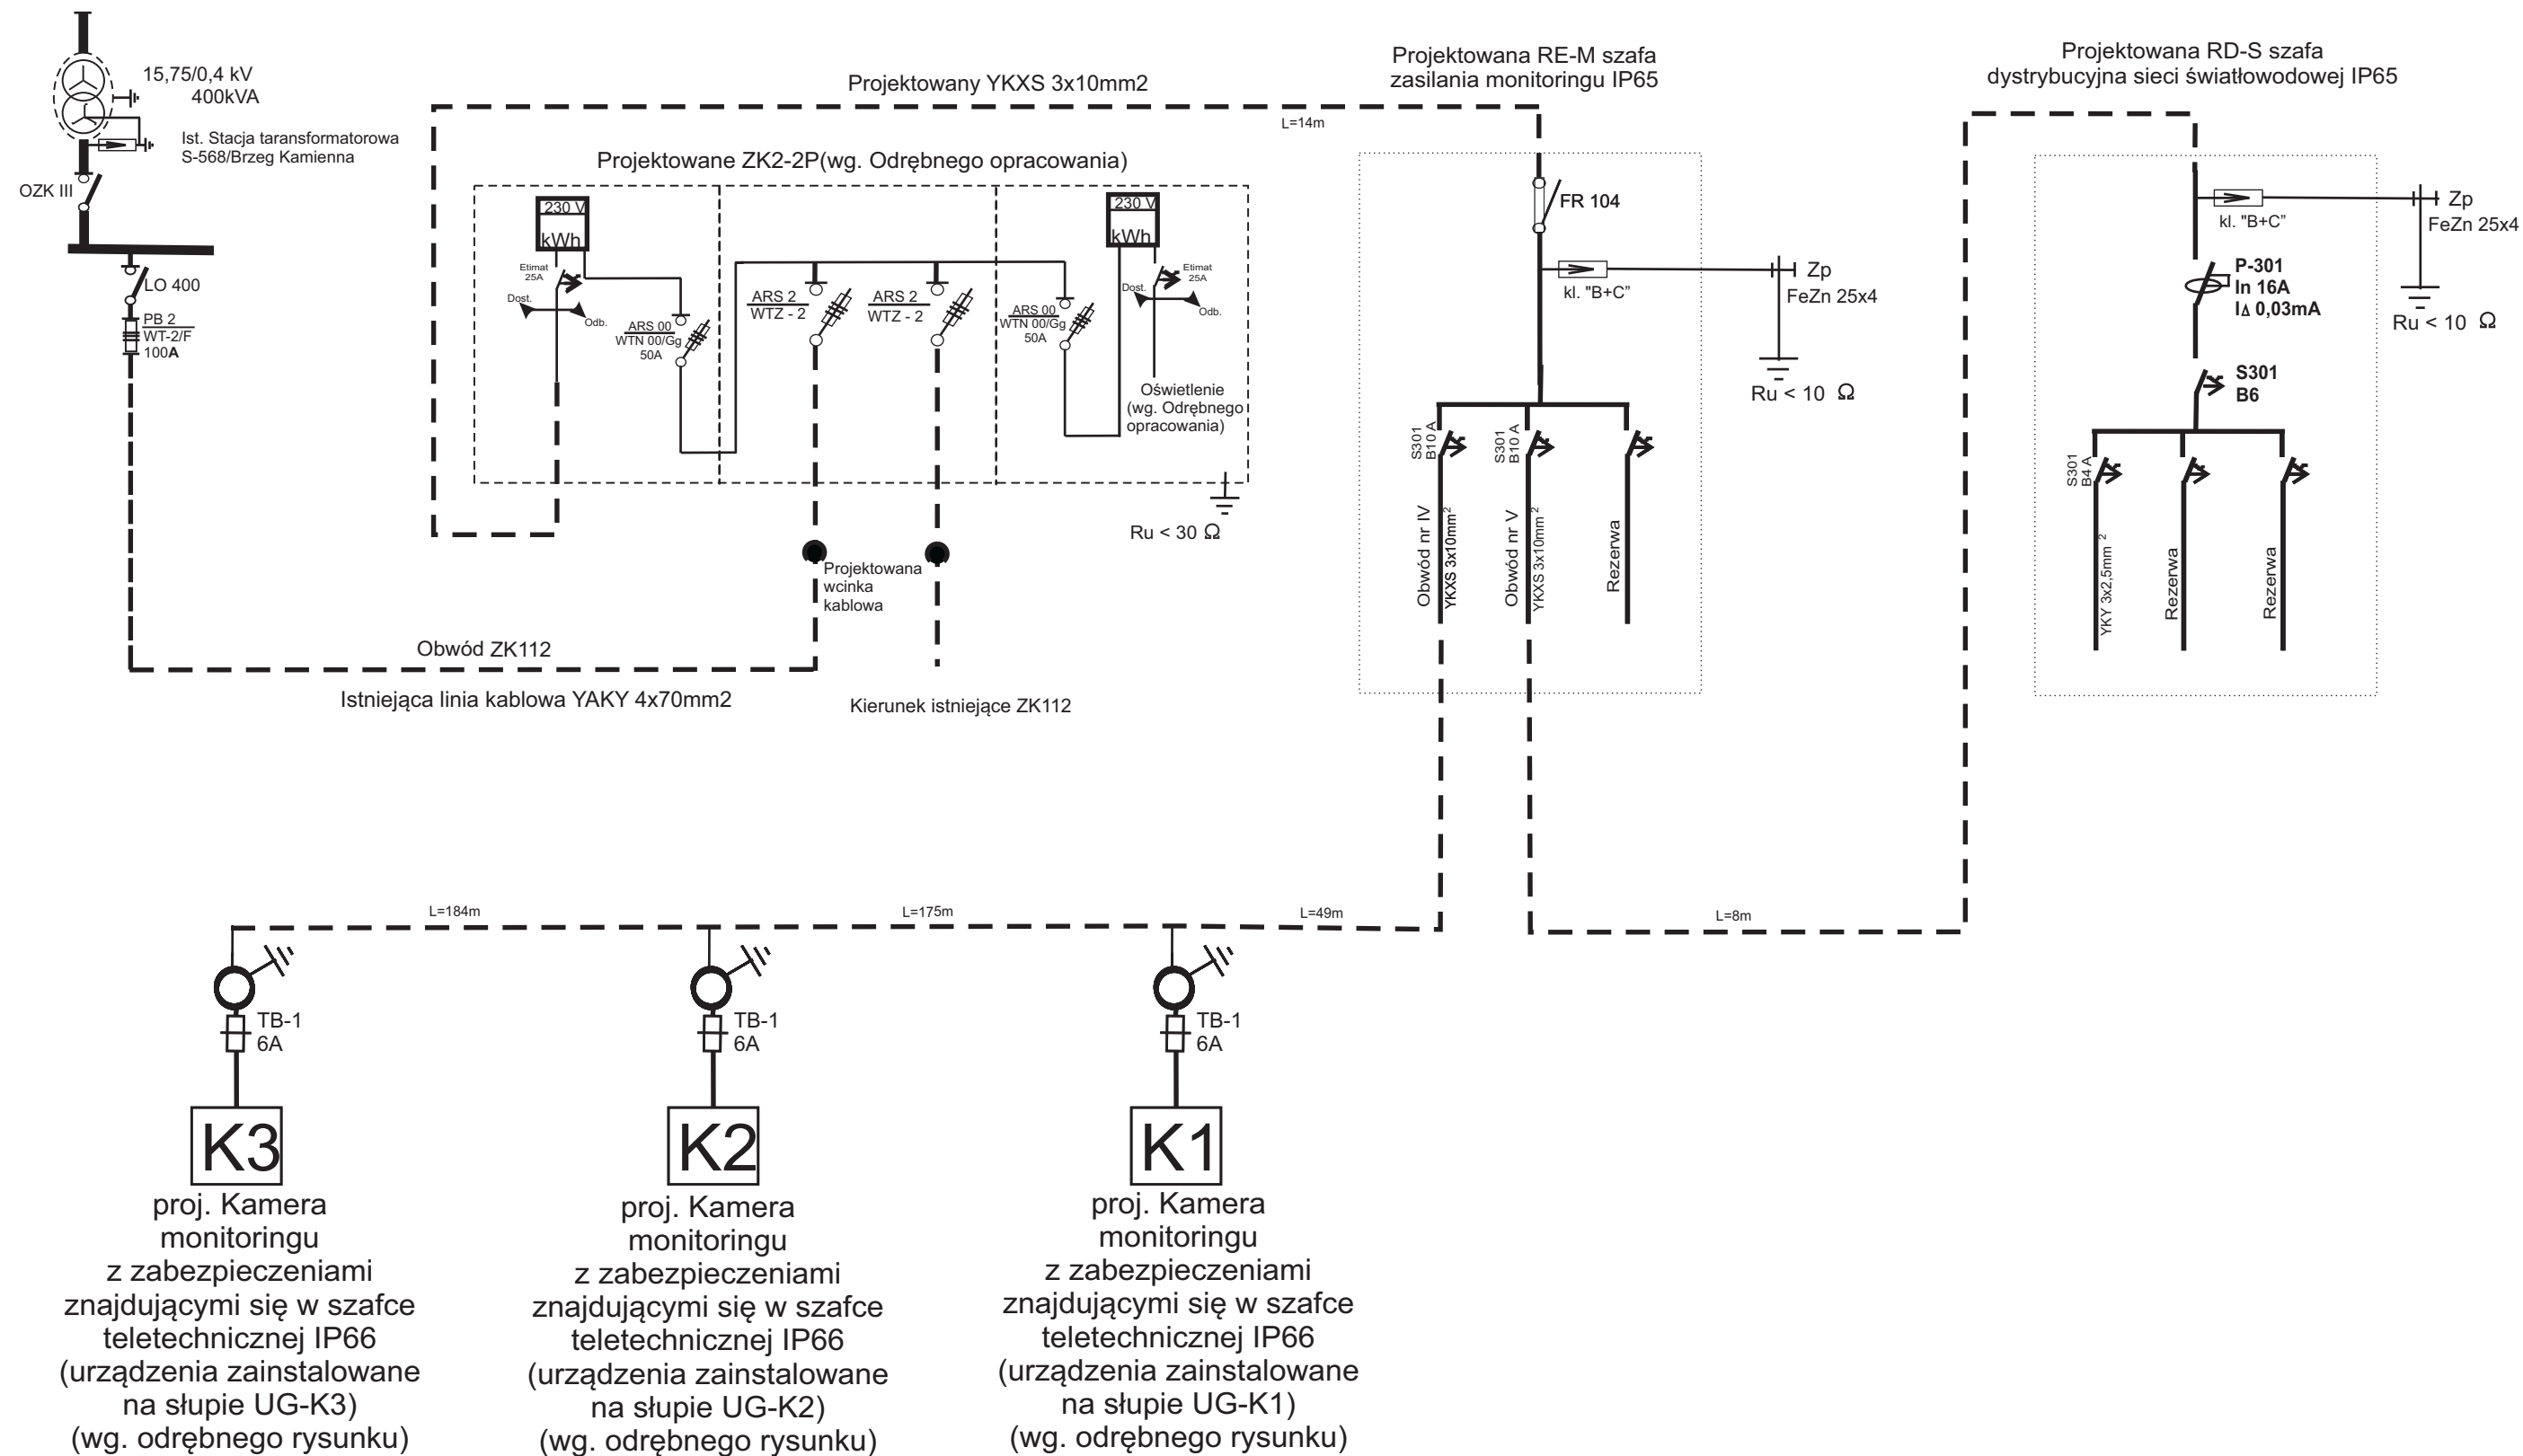 15,75/0,4 kV
400kVA
Ist. Stacja taransformatorowa
S-568/Brzeg Kamienna
OZK III
LO 400
PB 2
WT-2/F
100A
Projektowany YKXS 3x10mm2
L=14m
Projektowane ZK2-2P(wg. Odrębnego opracowania)
230 V
kWh
Etimat
25A
Dost.
Odb.
ARS 00
WTN 00/Gg
50A
ARS 2
WTZ - 2
ARS 2
WTZ - 2
ARS 00
WTN 00/Gg
50A
230 V
kWh
Etimat
25A
Dost.
Odb.
Oświetlenie
(wg. Odrębnego
opracowania)
Ru < 30 Ω
Projektowana
wcinka
kablowa
Obwód ZK112
Istniejąca linia kablowa YAKY 4x70mm2
Kierunek istniejące ZK112
Projektowana RE-M szafa
zasilania monitoringu IP65
FR 104
kl. "B+C”
Zp
FeZn 25x4
Ru < 10 Ω
S301
B10 A
S301
B10 A
Obwód nr IV
YKXS 3x10mm2
Obwód nr V
YKXS 3x10mm2
Rezerwa
Projektowana RD-S szafa
dystrybucyjna sieci światłowodowej IP65
kl. "B+C”
Zp
FeZn 25x4
Ru < 10 Ω
P-301
In 16A
I∆ 0,03mA
S301
B6
S301
B4 A
YKY 3x2,5mm 2
Rezerwa
Rezerwa
L=184m
L=175m
L=49m
L=8m
TB-1
6A
TB-1
6A
TB-1
6A
K3
proj. Kamera
monitoringu
z zabezpieczeniami
znajdującymi się w szafce
teletechnicznej IP66
(urządzenia zainstalowane
na słupie UG-K3)
(wg. odrębnego rysunku)
K2
proj. Kamera
monitoringu
z zabezpieczeniami
znajdującymi się w szafce
teletechnicznej IP66
(urządzenia zainstalowane
na słupie UG-K2)
(wg. odrębnego rysunku)
K1
proj. Kamera
monitoringu
z zabezpieczeniami
znajdującymi się w szafce
teletechnicznej IP66
(urządzenia zainstalowane
na słupie UG-K1)
(wg. odrębnego rysunku)